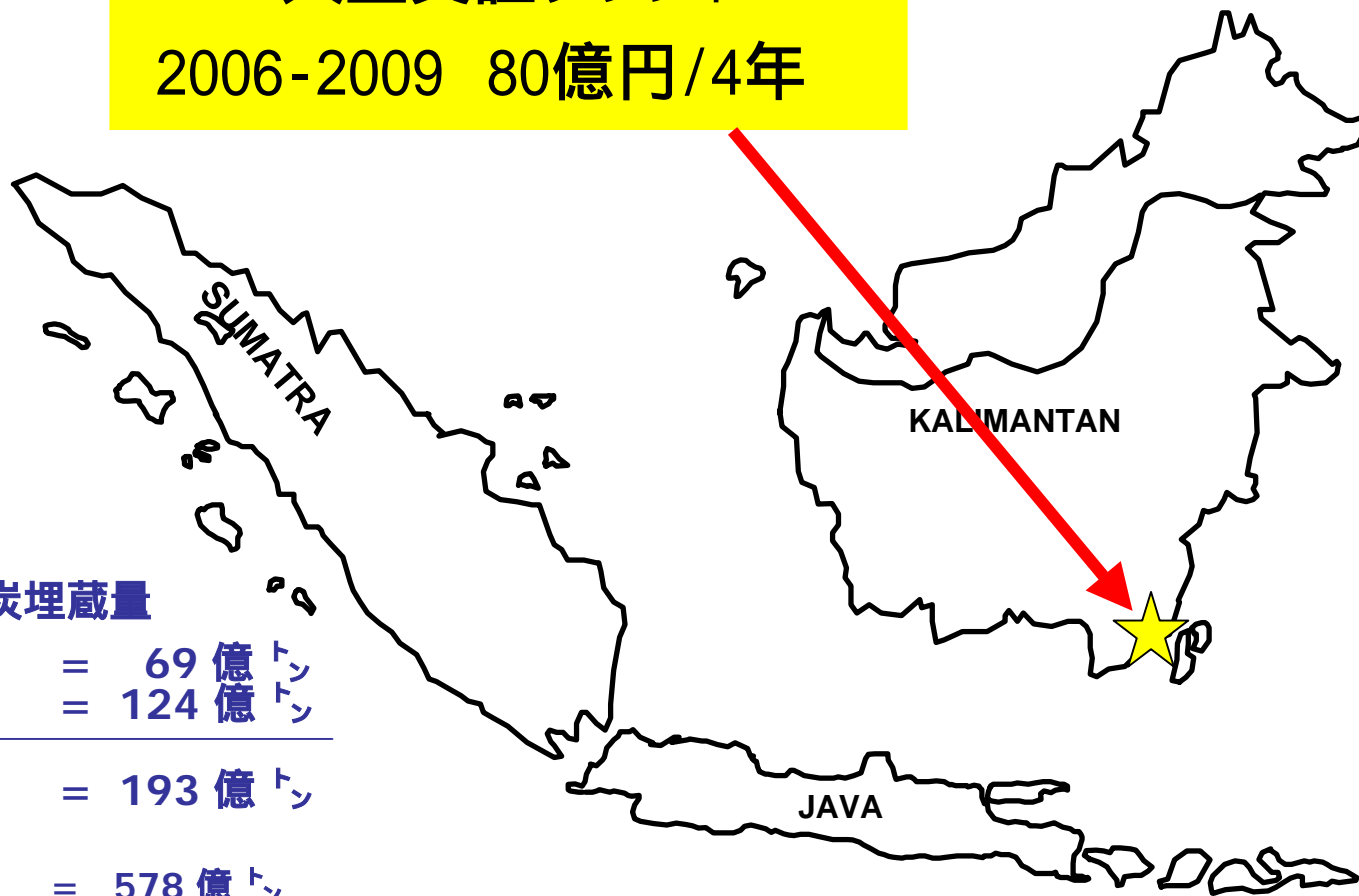 2006-2009 80億円/4年
SUMATRA
KALIMANTAN
炭埋蔵量
= 69 億トン
= 124 億トン
= 193 億トン
JAVA
= 578 億トン